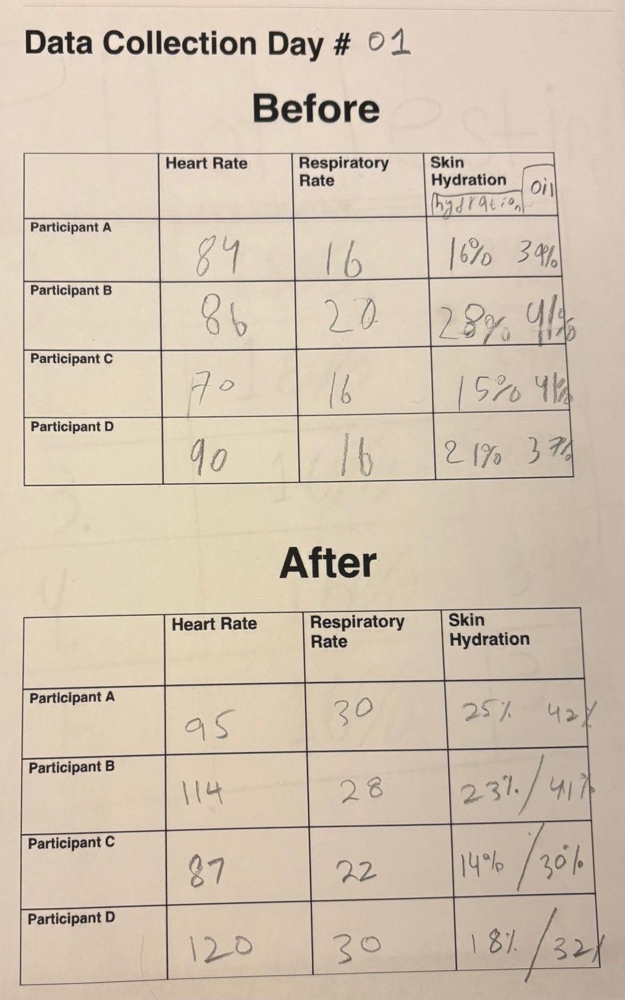 Data Collection Day # 01
Before
Heart Rate Respiratory Rate Skin Hydration
hydration oil
Participant A 84 16 16% 39%
Participant B 86 20 28% 41%
Participant C 70 16 15%
Participant D 90 16 21% 37%
After
Heart Rate Respiratory Rate Skin Hydration
Participant A 95 30 25% 42%
Participant B 114 28 23% / 41%
Participant C 87 22 14% / 30%
Participant D 120 30 18% / 32%